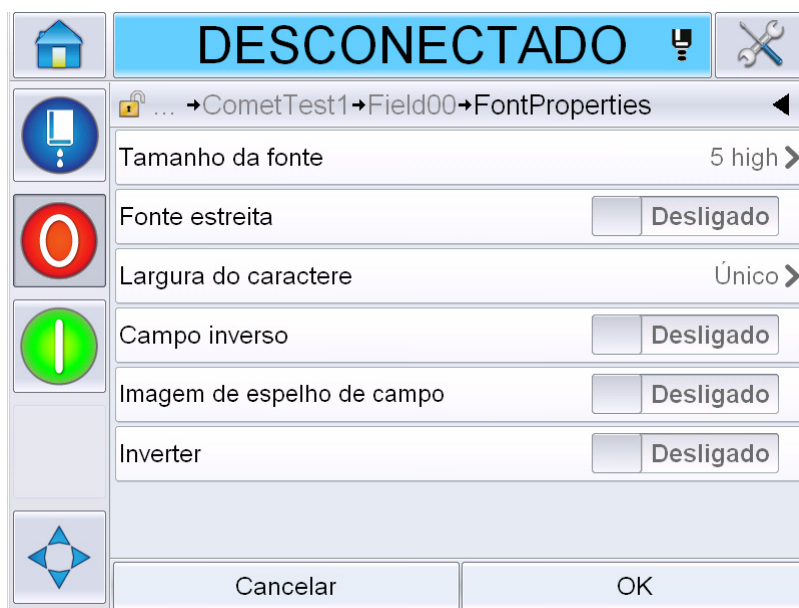 DESCONECTADO
... →CometTest1→Field00→FontProperties
Tamanho da fonte 5 high
Fonte estreita Desligado
Largura do caractere Único
Campo inverso Desligado
Imagem de espelho de campo Desligado
Inverter Desligado
Cancelar OK